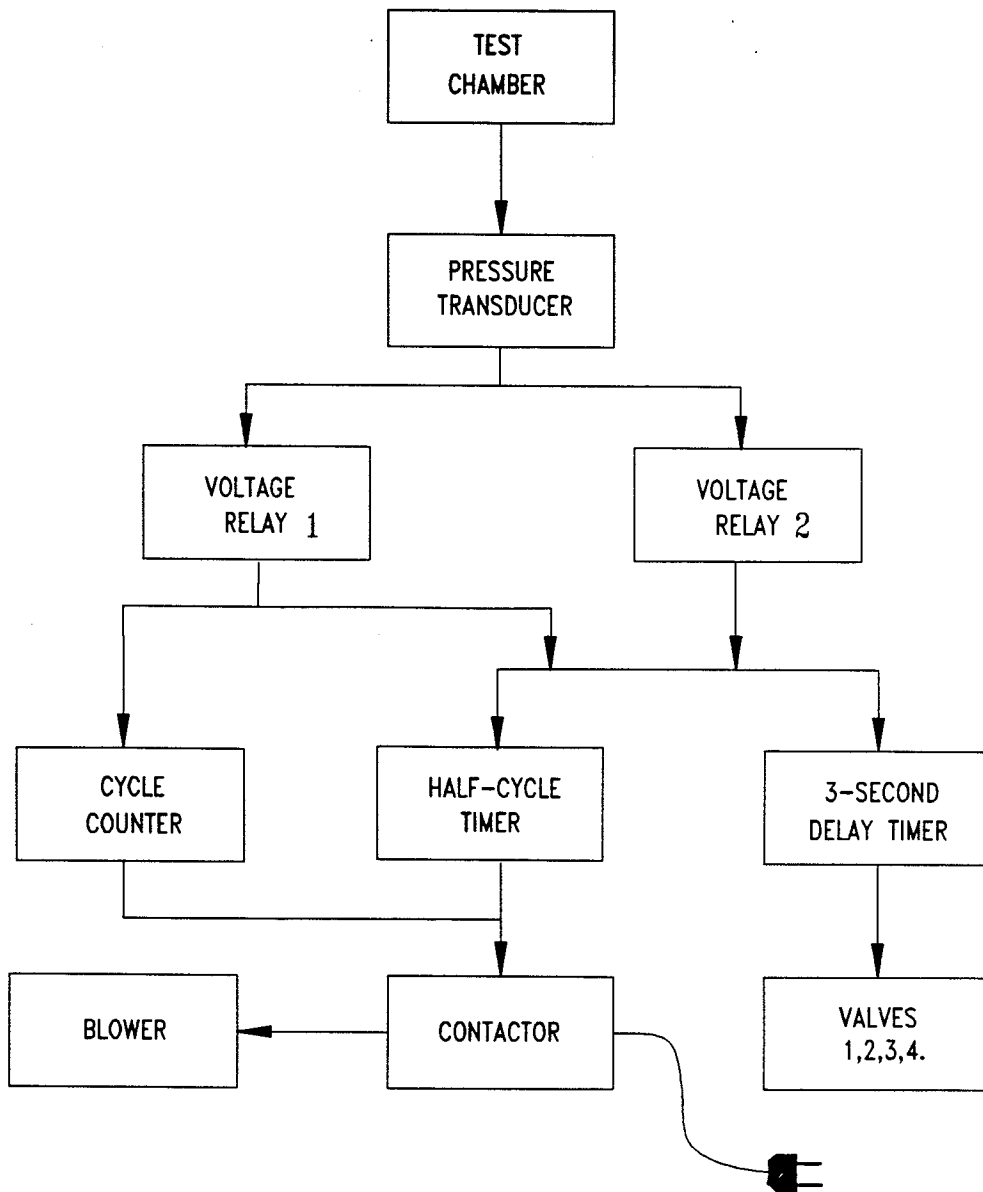 TEST
CHAMBER
PRESSURE
TRANSDUCER
VOLTAGE
RELAY 1
VOLTAGE
RELAY 2
CYCLE
COUNTER
HALF-CYCLE
TIMER
3-SECOND
DELAY TIMER
BLOWER
CONTACTOR
VALVES
1,2,3,4.